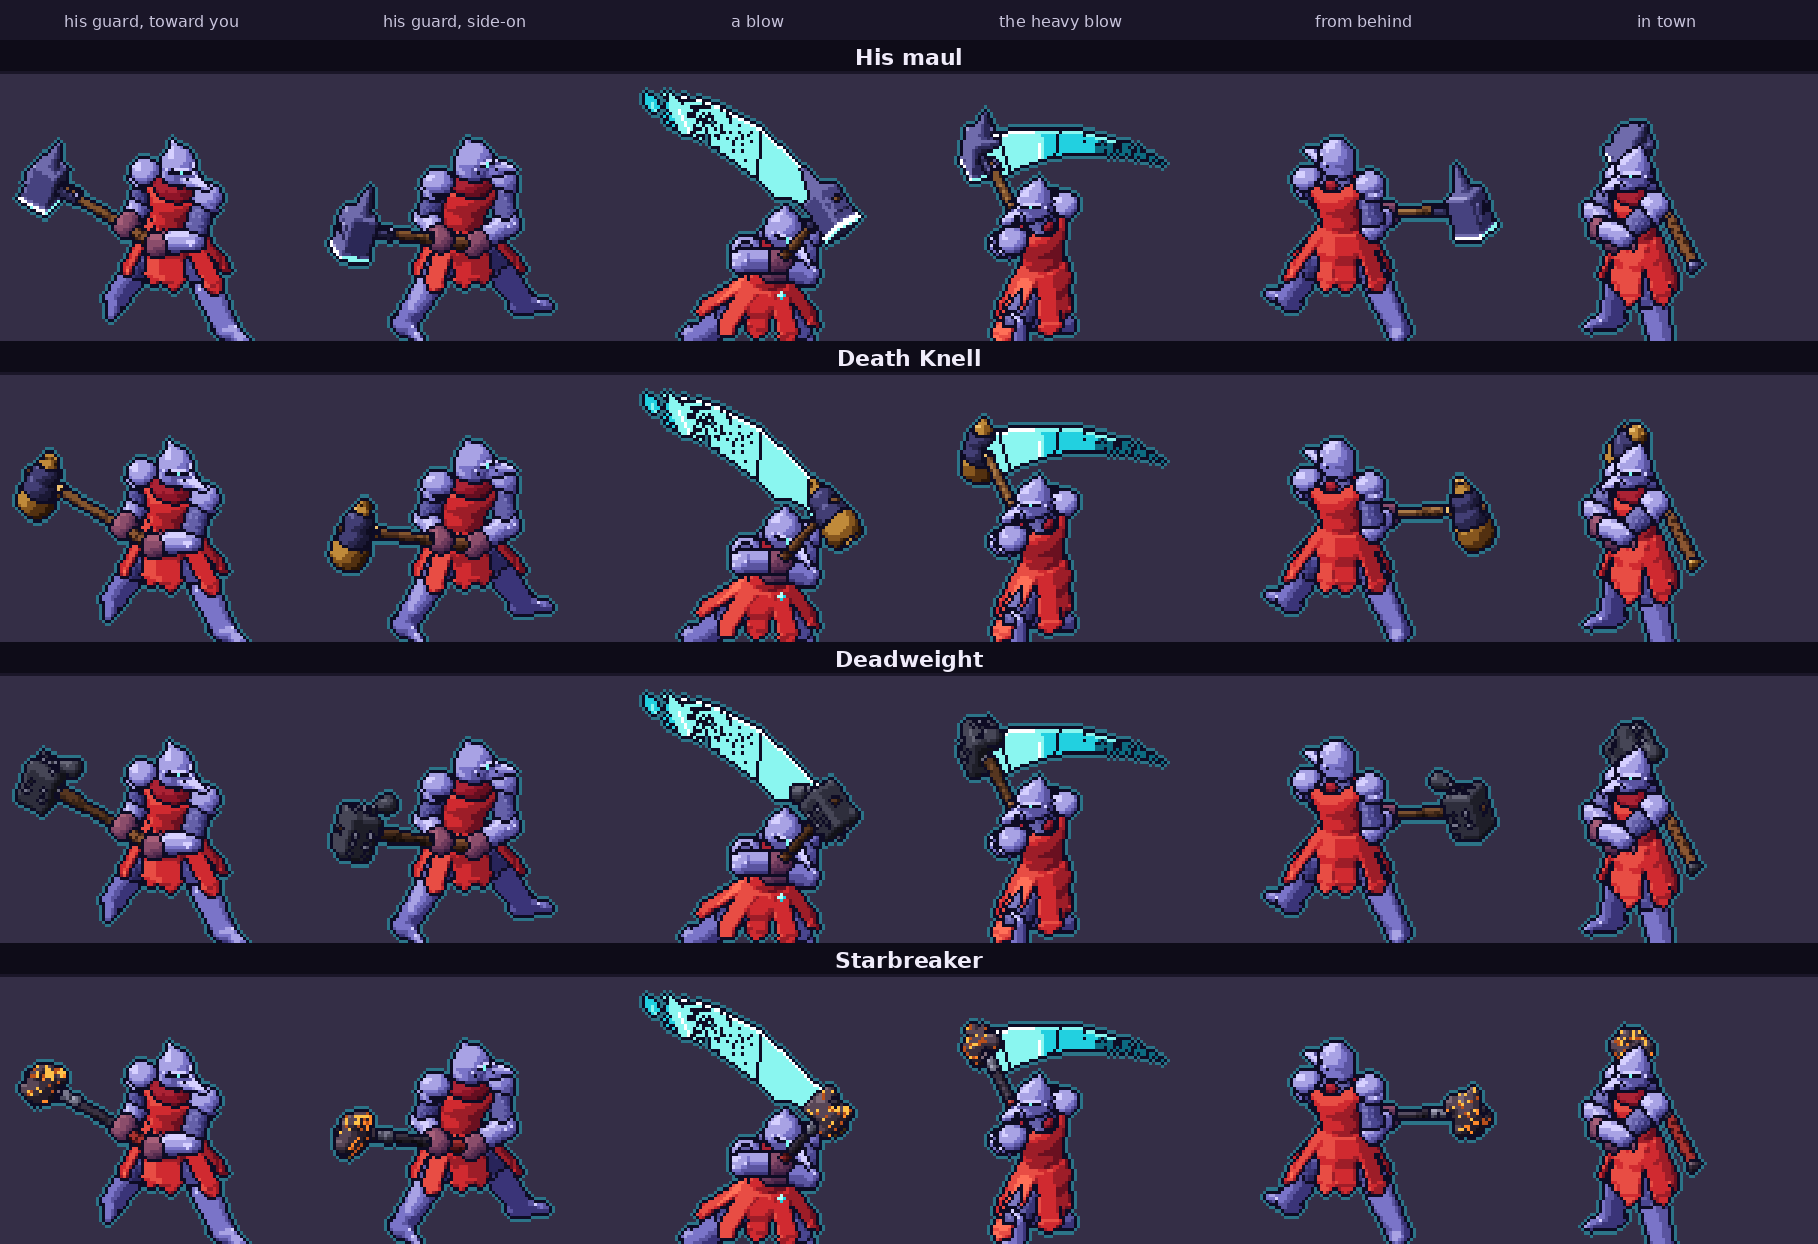 his guard, toward you
his guard, side-on
a blow
the heavy blow
from behind
in town
His maul
Death Knell
Deadweight
Starbreaker